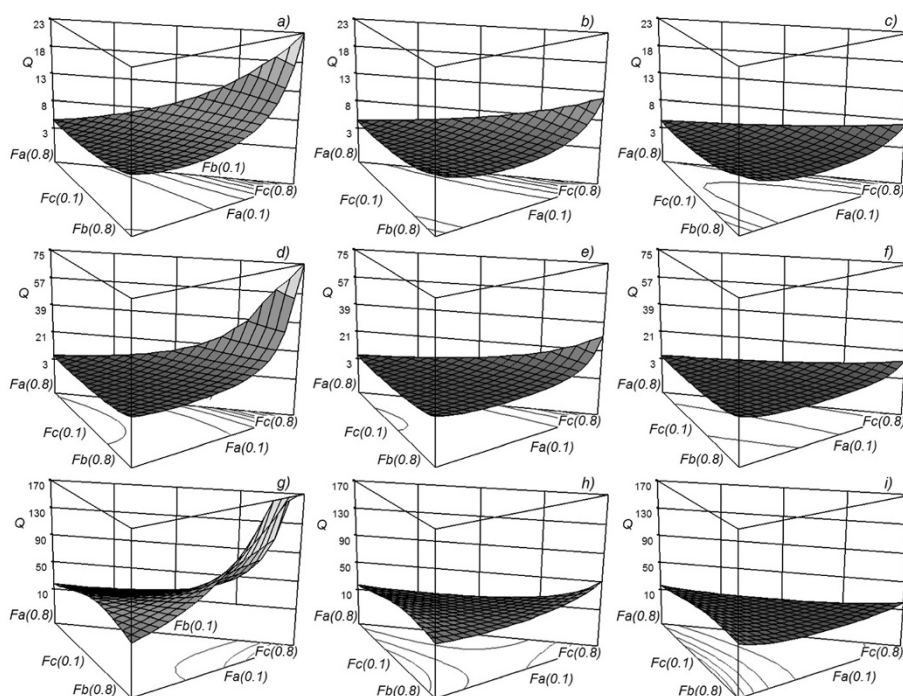 a)
23
18
Q
13
8
3
Fa(0.8)
Fb(0.1)
Fc(0.1)
Fc(0.8)
Fa(0.1)
Fb(0.8)
b)
23
18
Q
13
8
3
Fa(0.8)
Fc(0.1)
Fc(0.8)
Fa(0.1)
Fb(0.8)
c)
23
18
Q
13
8
3
Fa(0.8)
Fc(0.1)
Fc(0.8)
Fa(0.1)
Fb(0.8)
d)
75
57
Q
39
21
3
Fa(0.8)
Fc(0.8)
Fc(0.1)
Fa(0.1)
Fb(0.8)
e)
75
57
Q
39
21
3
Fa(0.8)
Fc(0.8)
Fc(0.1)
Fa(0.1)
Fb(0.8)
f)
75
57
Q
39
21
3
Fa(0.8)
Fc(0.8)
Fc(0.1)
Fa(0.1)
Fb(0.8)
g)
170
130
Q
90
50
10
Fa(0.8)
Fb(0.1)
Fc(0.8)
Fc(0.1)
Fa(0.1)
Fb(0.8)
h)
170
130
Q
90
50
10
Fa(0.8)
Fc(0.8)
Fc(0.1)
Fa(0.1)
Fb(0.8)
i)
170
130
Q
90
50
10
Fa(0.8)
Fc(0.8)
Fc(0.1)
Fa(0.1)
Fb(0.8)